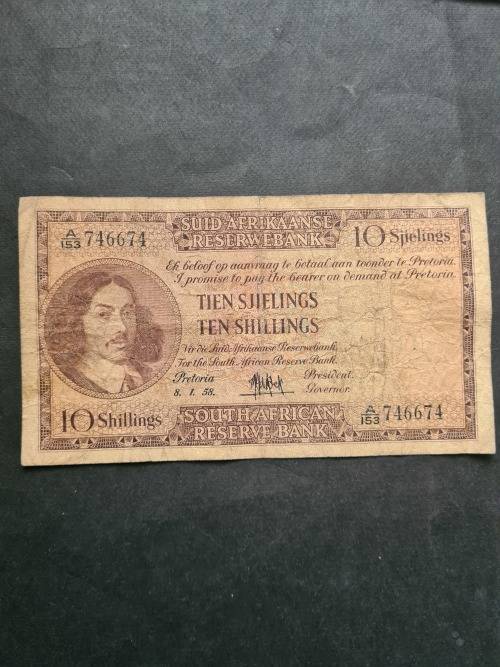 SUID-AFRIKAANSE
RESERWEBANK
A/153 746674
10 Sjielings
Ek beloof op aanvraag te betaal aan toonder te Pretoria.
I promise to pay the bearer on demand at Pretoria.
TIEN SJIELINGS
TEN SHILLINGS
Vir die Suid-Afrikaanse Reserwebank,
For the South African Reserve Bank.
Pretoria
President.
8. 1. 58.
Governor.
10 Shillings
SOUTH AFRICAN
RESERVE BANK
A/153 746674